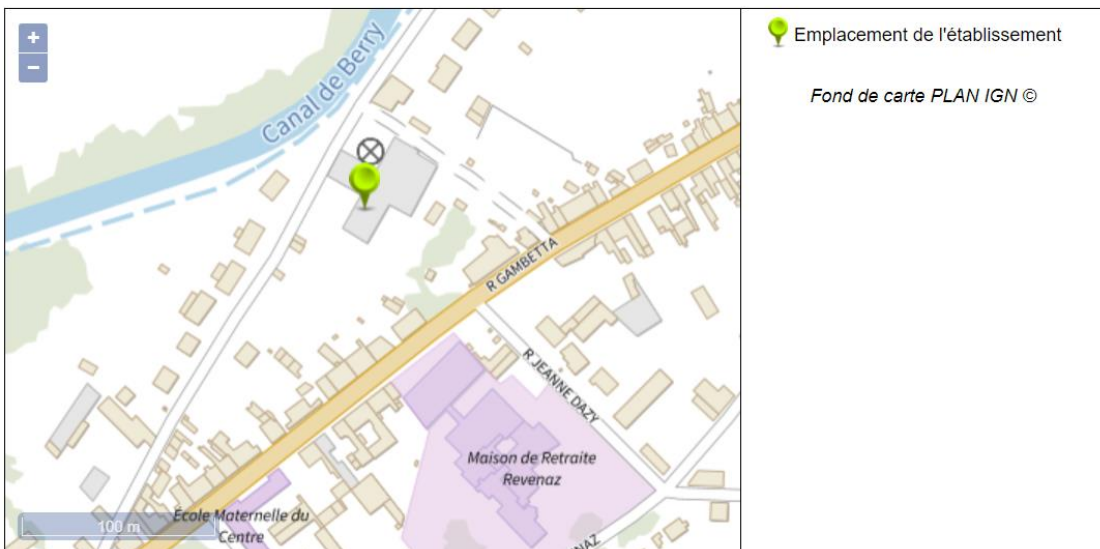 +
−
Canal de Berry
R GAMBETTA
R JEANNE DAZY
Maison de Retraite
Revenaz
École Maternelle du
Centre
100 m
NAZ
Emplacement de l'établissement
Fond de carte PLAN IGN ©